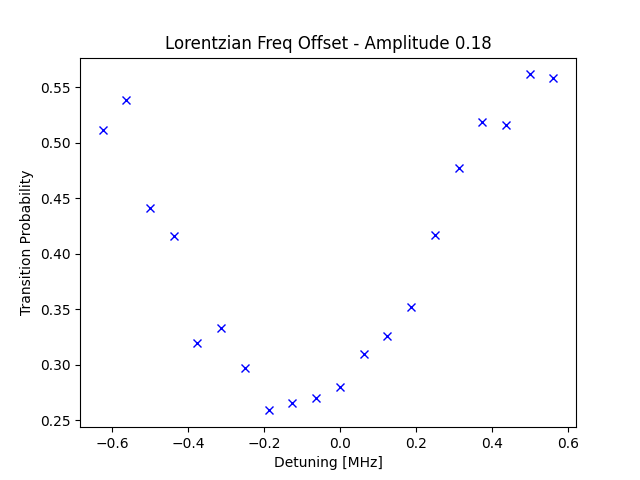 Lorentzian Freq Offset - Amplitude 0.18
Transition Probability
0.55
0.50
0.45
0.40
0.35
0.30
0.25
−0.6 −0.4 −0.2 0.0 0.2 0.4 0.6
Detuning [MHz]